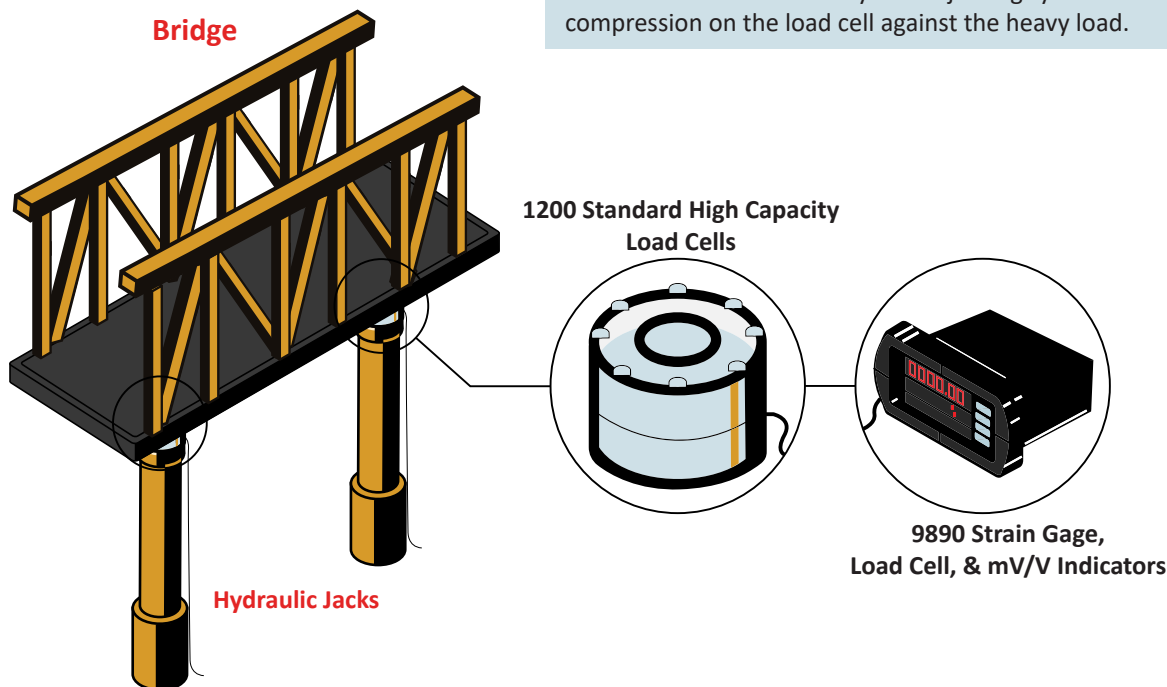 compression on the load cell against the heavy load.
Bridge
1200 Standard High Capacity
Load Cells
0000.00
9890 Strain Gage,
Load Cell, & mV/V Indicators
Hydraulic Jacks